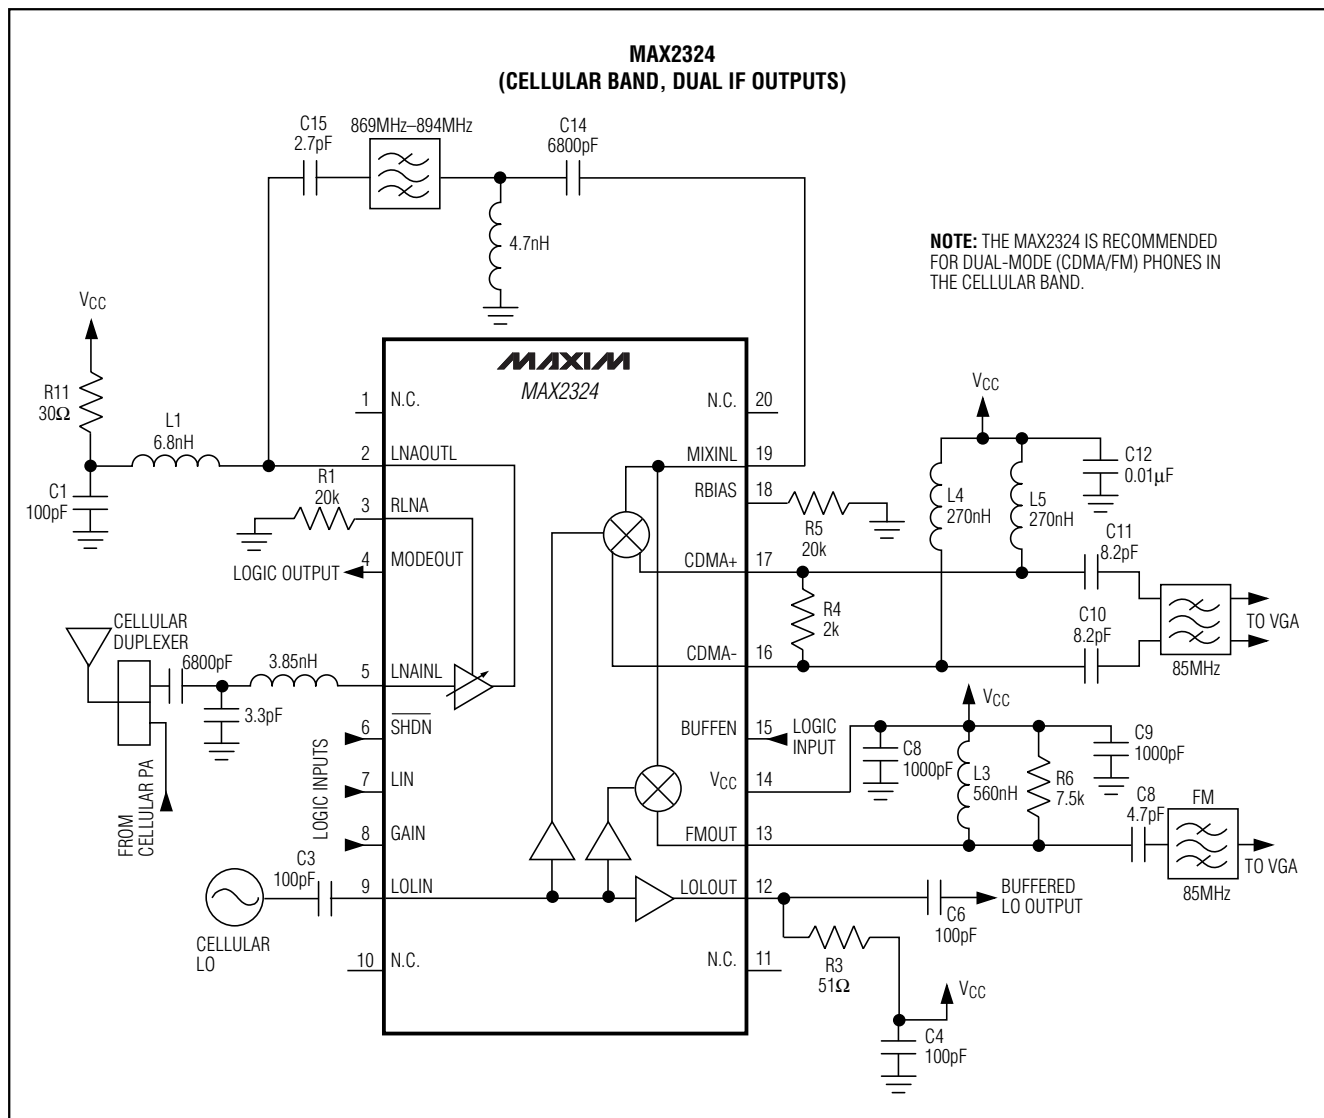 MAX2324
(CELLULAR BAND, DUAL IF OUTPUTS)
C15
2.7pF
869MHz–894MHz
C14
6800pF
4.7nH
NOTE: THE MAX2324 IS RECOMMENDED
FOR DUAL-MODE (CDMA/FM) PHONES IN
THE CELLULAR BAND.
VCC
R11
30Ω
L1
6.8nH
C1
100pF
MAXIM
MAX2324
1
N.C.
2
LNAOUTL
R1
20k
3
RLNA
4
MODEOUT
LOGIC OUTPUT
CELLULAR
DUPLEXER
6800pF
3.85nH
5
LNAINL
3.3pF
6
SHDN
7
LIN
8
GAIN
LOGIC INPUTS
FROM
CELLULAR PA
C3
100pF
9
LOLIN
CELLULAR
LO
10
N.C.
N.C.
20
MIXINL
19
RBIAS
18
R5
20k
CDMA+
17
R4
2k
CDMA-
16
VCC
L4
270nH
L5
270nH
C12
0.01µF
C11
8.2pF
C10
8.2pF
TO VGA
85MHz
BUFFEN
15
LOGIC
INPUT
VCC
14
VCC
C8
1000pF
L3
560nH
R6
7.5k
C9
1000pF
FMOUT
13
C8
4.7pF
FM
TO VGA
85MHz
LOLOUT
12
BUFFERED
LO OUTPUT
C6
100pF
N.C.
11
R3
51Ω
VCC
C4
100pF